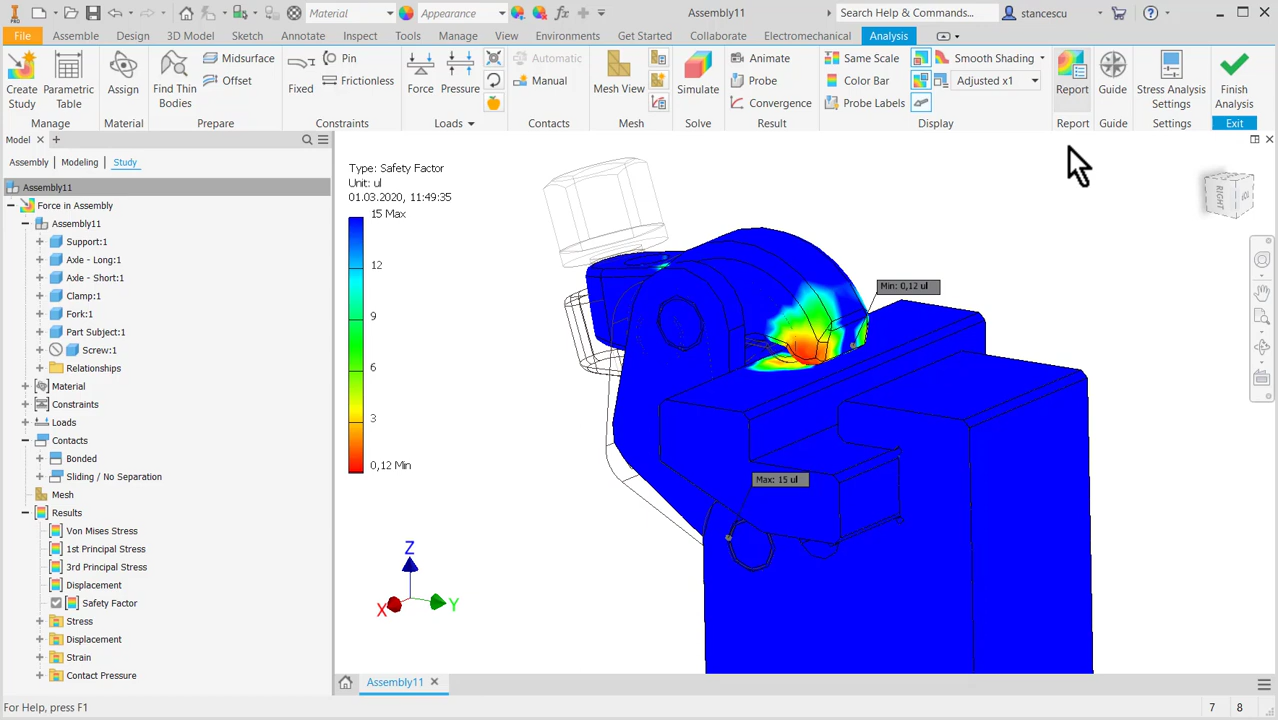 PRO
Material
Appearance
fx
Assembly11
Search Help & Commands...
stancescu
File
Assemble
Design
3D Model
Sketch
Annotate
Inspect
Tools
Manage
View
Environments
Get Started
Collaborate
Electromechanical
Analysis
Create Study
Parametric Table
Assign
Find Thin Bodies
Midsurface
Offset
Fixed
Pin
Frictionless
Force
Pressure
Automatic
Manual
Mesh View
Simulate
Animate
Probe
Convergence
Same Scale
Color Bar
Probe Labels
Smooth Shading
Adjusted x1
Report
Guide
Stress Analysis Settings
Finish Analysis
Manage
Material
Prepare
Constraints
Loads
Contacts
Mesh
Solve
Result
Display
Report
Guide
Settings
Exit
Model
Assembly
Modeling
Study
Assembly11
Force in Assembly
Assembly11
Support:1
Axle - Long:1
Axle - Short:1
Clamp:1
Fork:1
Part Subject:1
Screw:1
Relationships
Material
Constraints
Loads
Contacts
Bonded
Sliding / No Separation
Mesh
Results
Von Mises Stress
1st Principal Stress
3rd Principal Stress
Displacement
Safety Factor
Stress
Displacement
Strain
Contact Pressure
Type: Safety Factor
Unit: ul
01.03.2020, 11:49:35
15 Max
12
9
6
3
0,12 Min
Min: 0,12 ul
Max: 15 ul
RIGHT
Z
X
Y
Assembly11
For Help, press F1
7
8